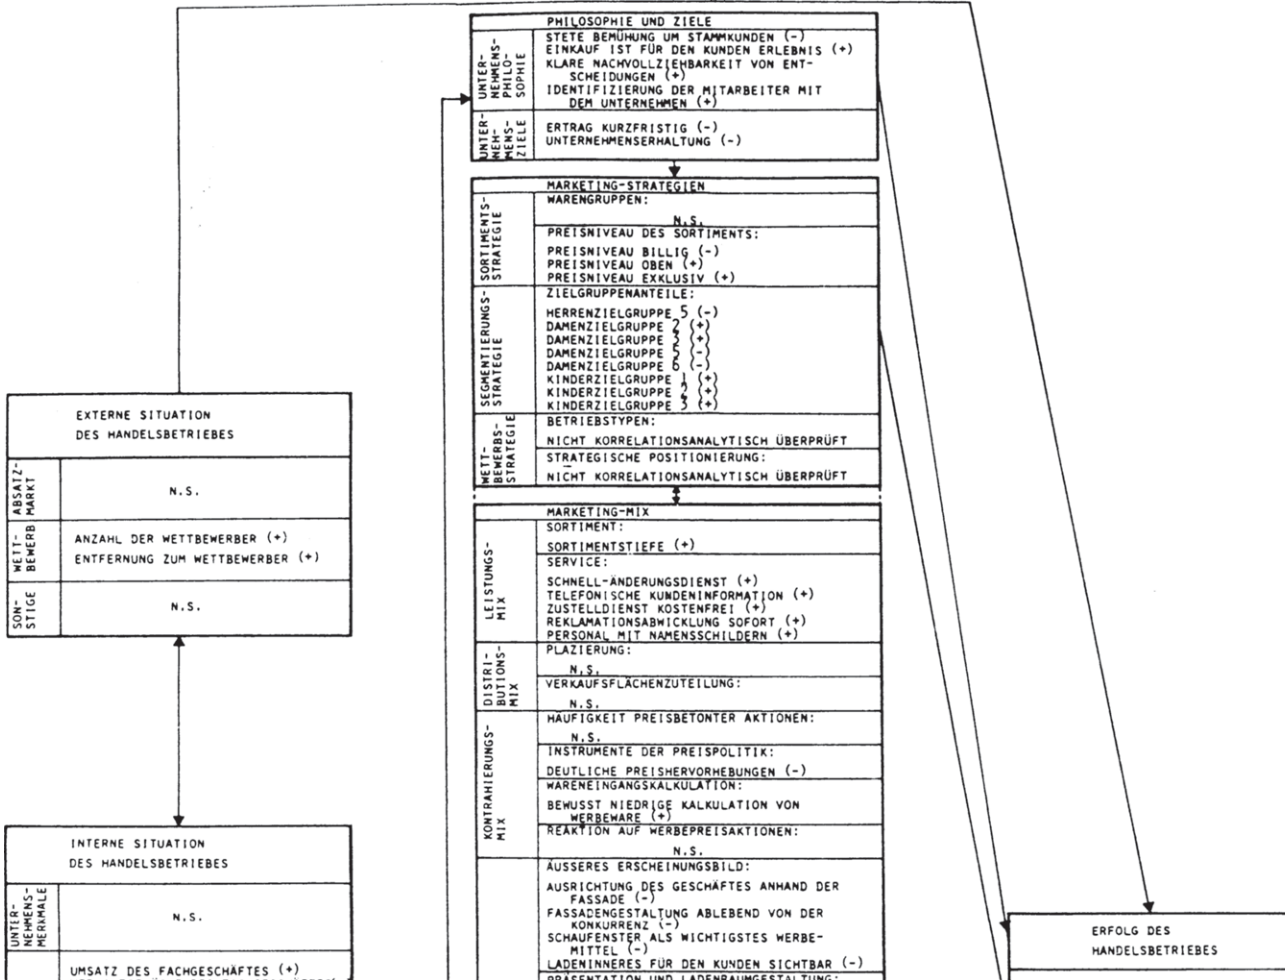 PHILOSOPHIE UND ZIELE
UNTER-
NEHMENS-
PHILO-
SOPHIE
STETE BEMÜHUNG UM STAMMKUNDEN (-)
EINKAUF IST FÜR DEN KUNDEN ERLEBNIS (+)
KLARE NACHVOLLZIEHBARKEIT VON ENT-
SCHEIDUNGEN (+)
IDENTIFIZIERUNG DER MITARBEITER MIT
DEM UNTERNEHMEN (+)
UNTER-
NEH-
MENS-
ZIELE
ERTRAG KURZFRISTIG (-)
UNTERNEHMENSERHALTUNG (-)
MARKETING-STRATEGIEN
SORTIMENTS-
STRATEGIE
WARENGRUPPEN:
N.S.
PREISNIVEAU DES SORTIMENTS:
PREISNIVEAU BILLIG (-)
PREISNIVEAU OBEN (+)
PREISNIVEAU EXKLUSIV (+)
SEGMENTIERUNGS-
STRATEGIE
ZIELGRUPPENANTEILE:
HERRENZIELGRUPPE 5 (-)
DAMENZIELGRUPPE 2 (+)
DAMENZIELGRUPPE 3 (+)
DAMENZIELGRUPPE 5 (-)
DAMENZIELGRUPPE 6 (-)
KINDERZIELGRUPPE 1 (+)
KINDERZIELGRUPPE 2 (+)
KINDERZIELGRUPPE 3 (+)
WETT-
BEWERBS-
STRATEGIE
BETRIEBSTYPEN:
NICHT KORRELATIONSANALYTISCH ÜBERPRÜFT
STRATEGISCHE POSITIONIERUNG:
NICHT KORRELATIONSANALYTISCH ÜBERPRÜFT
EXTERNE SITUATION
DES HANDELSBETRIEBES
ABSATZ-
MARKT
N.S.
WETT-
BEWERB
ANZAHL DER WETTBEWERBER (+)
ENTFERNUNG ZUM WETTBEWERBER (+)
SON-
STIGE
N.S.
MARKETING-MIX
LEISTUNGS-
MIX
SORTIMENT:
SORTIMENTSTIEFE (+)
SERVICE:
SCHNELL-ÄNDERUNGSDIENST (+)
TELEFONISCHE KUNDENINFORMATION (+)
ZUSTELLDIENST KOSTENFREI (+)
REKLAMATIONSABWICKLUNG SOFORT (+)
PERSONAL MIT NAMENSSCHILDERN (+)
DISTRI-
BUTIONS-
MIX
PLAZIERUNG:
N.S.
VERKAUFSFLÄCHENZUTEILUNG:
N.S.
KONTRAHIERUNGS-
MIX
HÄUFIGKEIT PREISBETONTER AKTIONEN:
N.S.
INSTRUMENTE DER PREISPOLITIK:
DEUTLICHE PREISHERVORHEBUNGEN (-)
WARENEINGANGSKALKULATION:
BEWUSST NIEDRIGE KALKULATION VON
WERBEWARE (+)
REAKTION AUF WERBEPREISAKTIONEN:
N.S.
ÄUSSERES ERSCHEINUNGSBILD:
AUSRICHTUNG DES GESCHÄFTES ANHAND DER
FASSADE (-)
FASSADENGESTALTUNG ABLEBEND VON DER
KONKURRENZ (-)
SCHAUFENSTER ALS WICHTIGSTES WERBE-
MITTEL (-)
LADENINNERES FÜR DEN KUNDEN SICHTBAR (-)
PRÄSENTATION UND LADENRAUMGESTALTUNG:
INTERNE SITUATION
DES HANDELSBETRIEBES
UNTER-
NEHMENS-
MERKMALE
N.S.
UMSATZ DES FACHGESCHÄFTES (+)
ERFOLG DES
HANDELSBETRIEBES